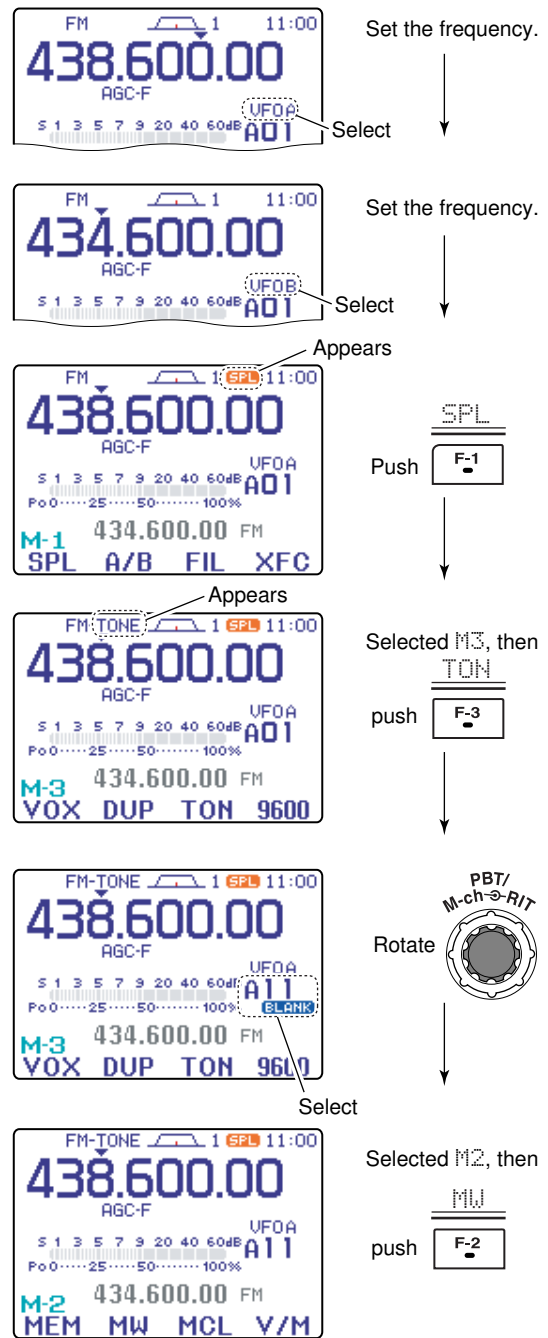 FM 1 11:00
438.600.00
AGC-F
VFOA
S 1 3 5 7 9 20 40 60dB A01
Set the frequency.
Select
FM 1 11:00
434.600.00
AGC-F
VFOB
S 1 3 5 7 9 20 40 60dB A01
Set the frequency.
Select
Appears
FM 1 SPL 11:00
438.600.00
AGC-F
VFOA
S 1 3 5 7 9 20 40 60dB A01
Po0····25····50·······100%
434.600.00 FM
M-1
SPL A/B FIL XFC
SPL
Push F-1
Appears
FM-TONE 1 SPL 11:00
438.600.00
AGC-F
VFOA
S 1 3 5 7 9 20 40 60dB A01
Po0····25····50·······100%
434.600.00 FM
M-3
VOX DUP TON 9600
Selected M3, then
TON
push F-3
FM-TONE 1 SPL 11:00
438.600.00
AGC-F
VFOA
S 1 3 5 7 9 20 40 60dB A11
Po0····25····50·······100% BLANK
434.600.00 FM
M-3
VOX DUP TON 9600
PBT/
M-ch RIT
Rotate
Select
FM-TONE 1 SPL 11:00
438.600.00
AGC-F
VFOA
S 1 3 5 7 9 20 40 60dB A11
Po0····25····50·······100%
434.600.00 FM
M-2
MEM MW MCL V/M
Selected M2, then
MW
push F-2